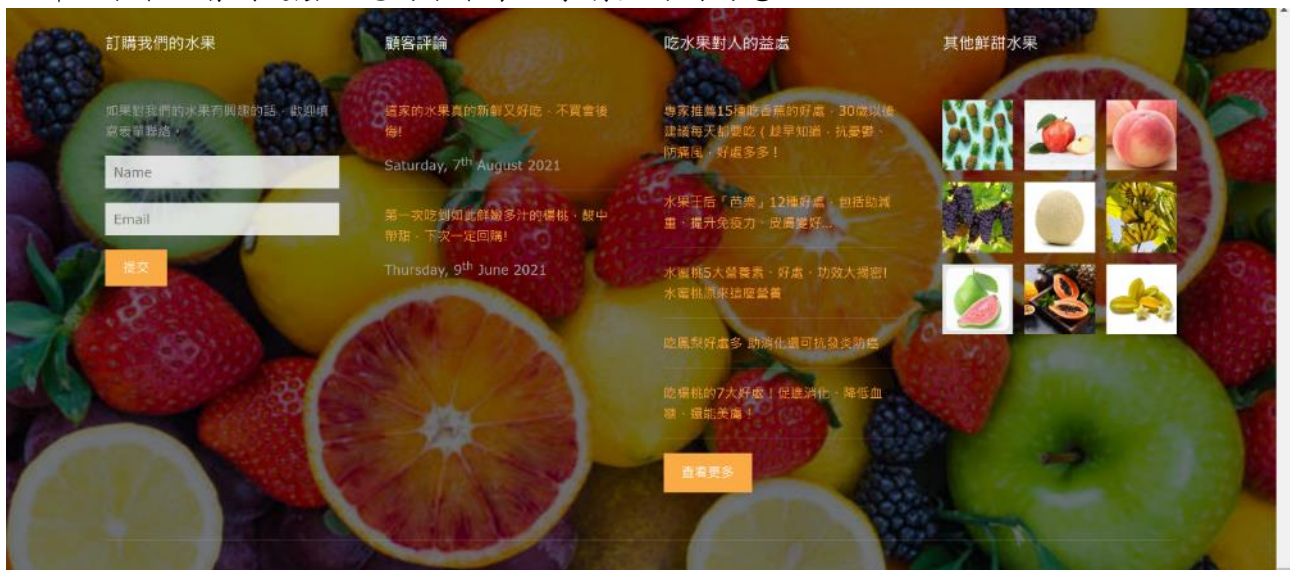 訂購我們的水果
如果對我們的水果有興趣的話，歡迎填
寫表單聯絡。
Name
Email
提交
顧客評論
這家的水果真的新鮮又好吃，不買會後
悔!
Saturday, 7th August 2021
第一次吃到如此鮮嫩多汁的楊桃，酸中
帶甜，下次一定回購!
Thursday, 9th June 2021
吃水果對人的益處
專家推薦15種吃香蕉的好處，30歲以後
建議每天都要吃 ( 越早知道，抗憂鬱、
防痛風，好處多多！
水果王后「芭樂」12種好處，包括助減
重、提升免疫力、皮膚變好...
水蜜桃5大營養素、好處、功效大揭密!
水蜜桃原來這麼營養
吃鳳梨好處多 助消化還可抗發炎防癌
吃楊桃的7大好處！促進消化、降低血
糖、還能美膚！
查看更多
其他鮮甜水果